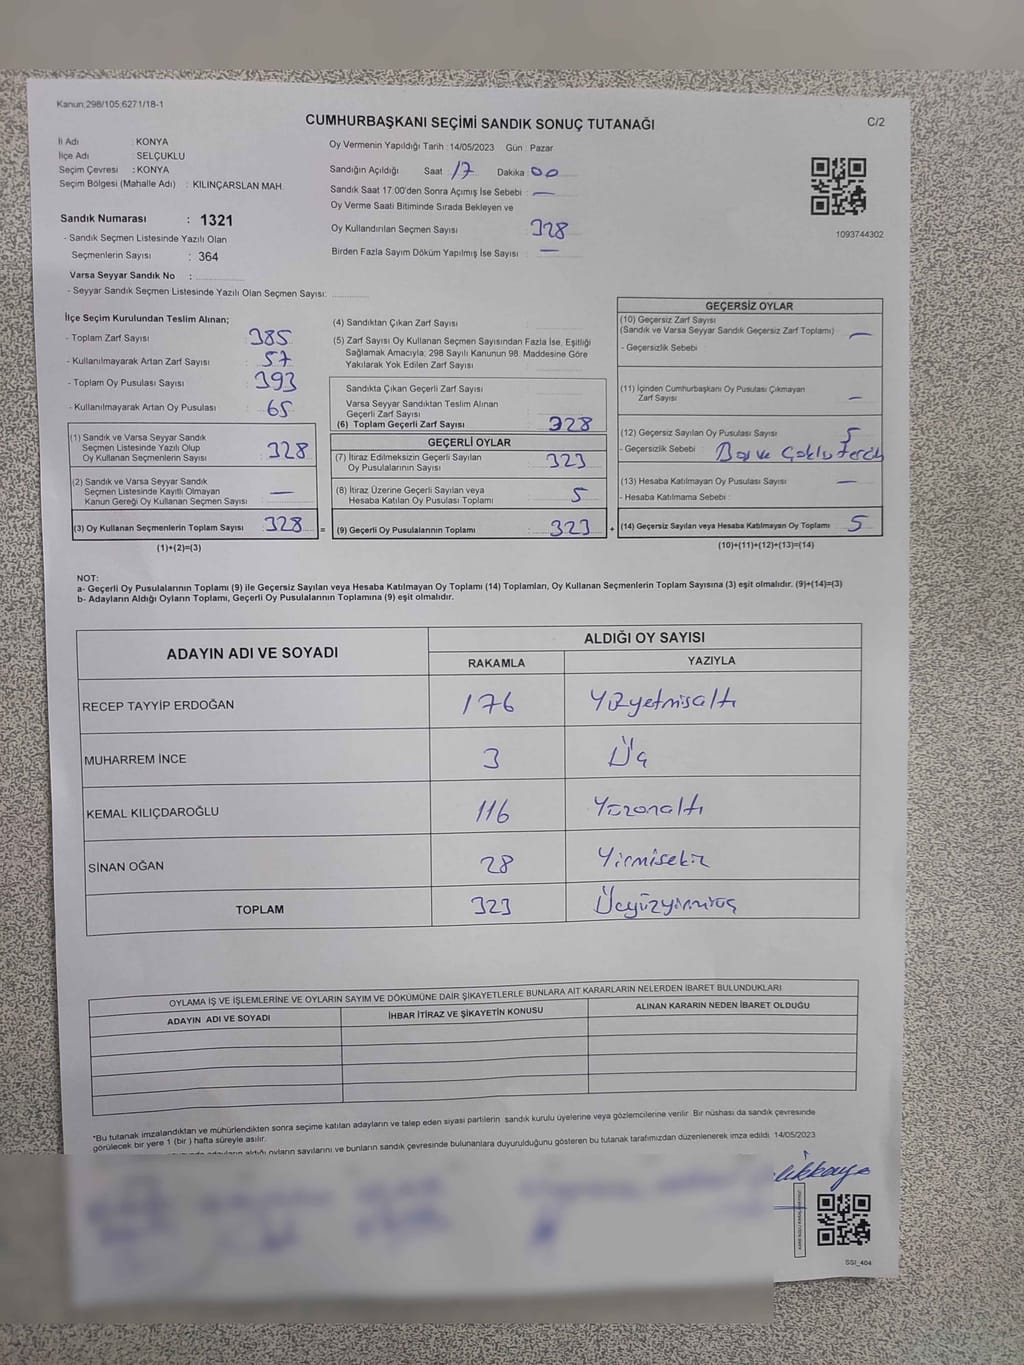 Kanun;298/105;6271/18-1
CUMHURBAŞKANI SEÇİMİ SANDIK SONUÇ TUTANAĞI
C/2
İl Adı : KONYA
İlçe Adı : SELÇUKLU
Seçim Çevresi : KONYA
Seçim Bölgesi (Mahalle Adı) : KILINÇARSLAN MAH.
Sandık Numarası : 1321
- Sandık Seçmen Listesinde Yazılı Olan
Seçmenlerin Sayısı : 364
Varsa Seyyar Sandık No :
- Seyyar Sandık Seçmen Listesinde Yazılı Olan Seçmen Sayısı:
Oy Vermenin Yapıldığı Tarih : 14/05/2023 Gün : Pazar
Sandığın Açıldığı Saat : 17 Dakika : 00
Sandık Saat 17:00'den Sonra Açımış İse Sebebi : —
Oy Verme Saati Bitiminde Sırada Bekleyen ve
Oy Kullandırılan Seçmen Sayısı 328
Birden Fazla Sayım Döküm Yapılmış İse Sayısı : —
1093744302
İlçe Seçim Kurulundan Teslim Alınan;
- Toplam Zarf Sayısı : 385
- Kullanılmayarak Artan Zarf Sayısı : 57
- Toplam Oy Pusulası Sayısı : 393
- Kullanılmayarak Artan Oy Pusulası : 65
(1) Sandık ve Varsa Seyyar Sandık
Seçmen Listesinde Yazılı Olup
Oy Kullanan Seçmenlerin Sayısı : 328
(2) Sandık ve Varsa Seyyar Sandık
Seçmen Listesinde Kayıtlı Olmayan
Kanun Gereği Oy Kullanan Seçmen Sayısı : —
(3) Oy Kullanan Seçmenlerin Toplam Sayısı : 328 =
(1)+(2)=(3)
(4) Sandıktan Çıkan Zarf Sayısı :
(5) Zarf Sayısı Oy Kullanan Seçmen Sayısından Fazla İse, Eşitliği
Sağlamak Amacıyla; 298 Sayılı Kanunun 98. Maddesine Göre
Yakılarak Yok Edilen Zarf Sayısı :
Sandıkta Çıkan Geçerli Zarf Sayısı :
Varsa Seyyar Sandıktan Teslim Alınan
Geçerli Zarf Sayısı :
(6) Toplam Geçerli Zarf Sayısı : 328
GEÇERLİ OYLAR
(7) İtiraz Edilmeksizin Geçerli Sayılan
Oy Pusulalarının Sayısı : 323
(8) İtiraz Üzerine Geçerli Sayılan veya
Hesaba Katılan Oy Pusulası Toplamı : 5
(9) Geçerli Oy Pusulalarının Toplamı : 323 +
GEÇERSİZ OYLAR
(10) Geçersiz Zarf Sayısı
(Sandık ve Varsa Seyyar Sandık Geçersiz Zarf Toplamı) : —
- Geçersizlik Sebebi :
(11) İçinden Cumhurbaşkanı Oy Pusulası Çıkmayan
Zarf Sayısı : —
(12) Geçersiz Sayılan Oy Pusulası Sayısı : 5
- Geçersizlik Sebebi : Boş ve Çoklu tercih
(13) Hesaba Katılmayan Oy Pusulası Sayısı : —
- Hesaba Katılmama Sebebi :
(14) Geçersiz Sayılan veya Hesaba Katılmayan Oy Toplamı : 5
(10)+(11)+(12)+(13)=(14)
NOT:
a- Geçerli Oy Pusulalarının Toplamı (9) ile Geçersiz Sayılan veya Hesaba Katılmayan Oy Toplamı (14) Toplamları, Oy Kullanan Seçmenlerin Toplam Sayısına (3) eşit olmalıdır. (9)+(14)=(3)
b- Adayların Aldığı Oyların Toplamı, Geçerli Oy Pusulalarının Toplamına (9) eşit olmalıdır.
ADAYIN ADI VE SOYADI ALDIĞI OY SAYISI
RAKAMLA YAZIYLA
RECEP TAYYİP ERDOĞAN 176 Yüzyetmişaltı
MUHARREM İNCE 3 Üç
KEMAL KILIÇDAROĞLU 116 Yüzonaltı
SİNAN OĞAN 28 Yirmisekiz
TOPLAM 323 Üçyüzyirmiüç
OYLAMA İŞ VE İŞLEMLERİNE VE OYLARIN SAYIM VE DÖKÜMÜNE DAİR ŞİKAYETLERLE BUNLARA AİT KARARLARIN NELERDEN İBARET BULUNDUKLARI
ADAYIN ADI VE SOYADI İHBAR İTİRAZ VE ŞİKAYETİN KONUSU ALINAN KARARIN NEDEN İBARET OLDUĞU
*Bu tutanak imzalandıktan ve mühürlendikten sonra seçime katılan adayların ve talep eden siyasi partilerin sandık kurulu üyelerine veya gözlemcilerine verilir. Bir nüshası da sandık çevresinde
görülecek bir yere 1 (bir) hafta süreyle asılır.
adayların aldığı oyların sayılarını ve bunların sandık çevresinde bulunanlara duyurulduğunu gösteren bu tutanak tarafımızdan düzenlenerek imza edildi. 14/05/2023
SSI_404